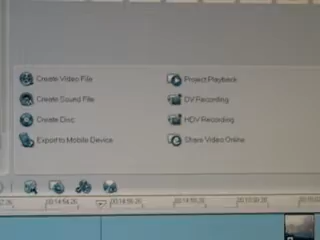 Create Video File
Project Playback
Create Sound File
DV Recording
Create Disc
HDV Recording
Export to Mobile Device
Share Video Online